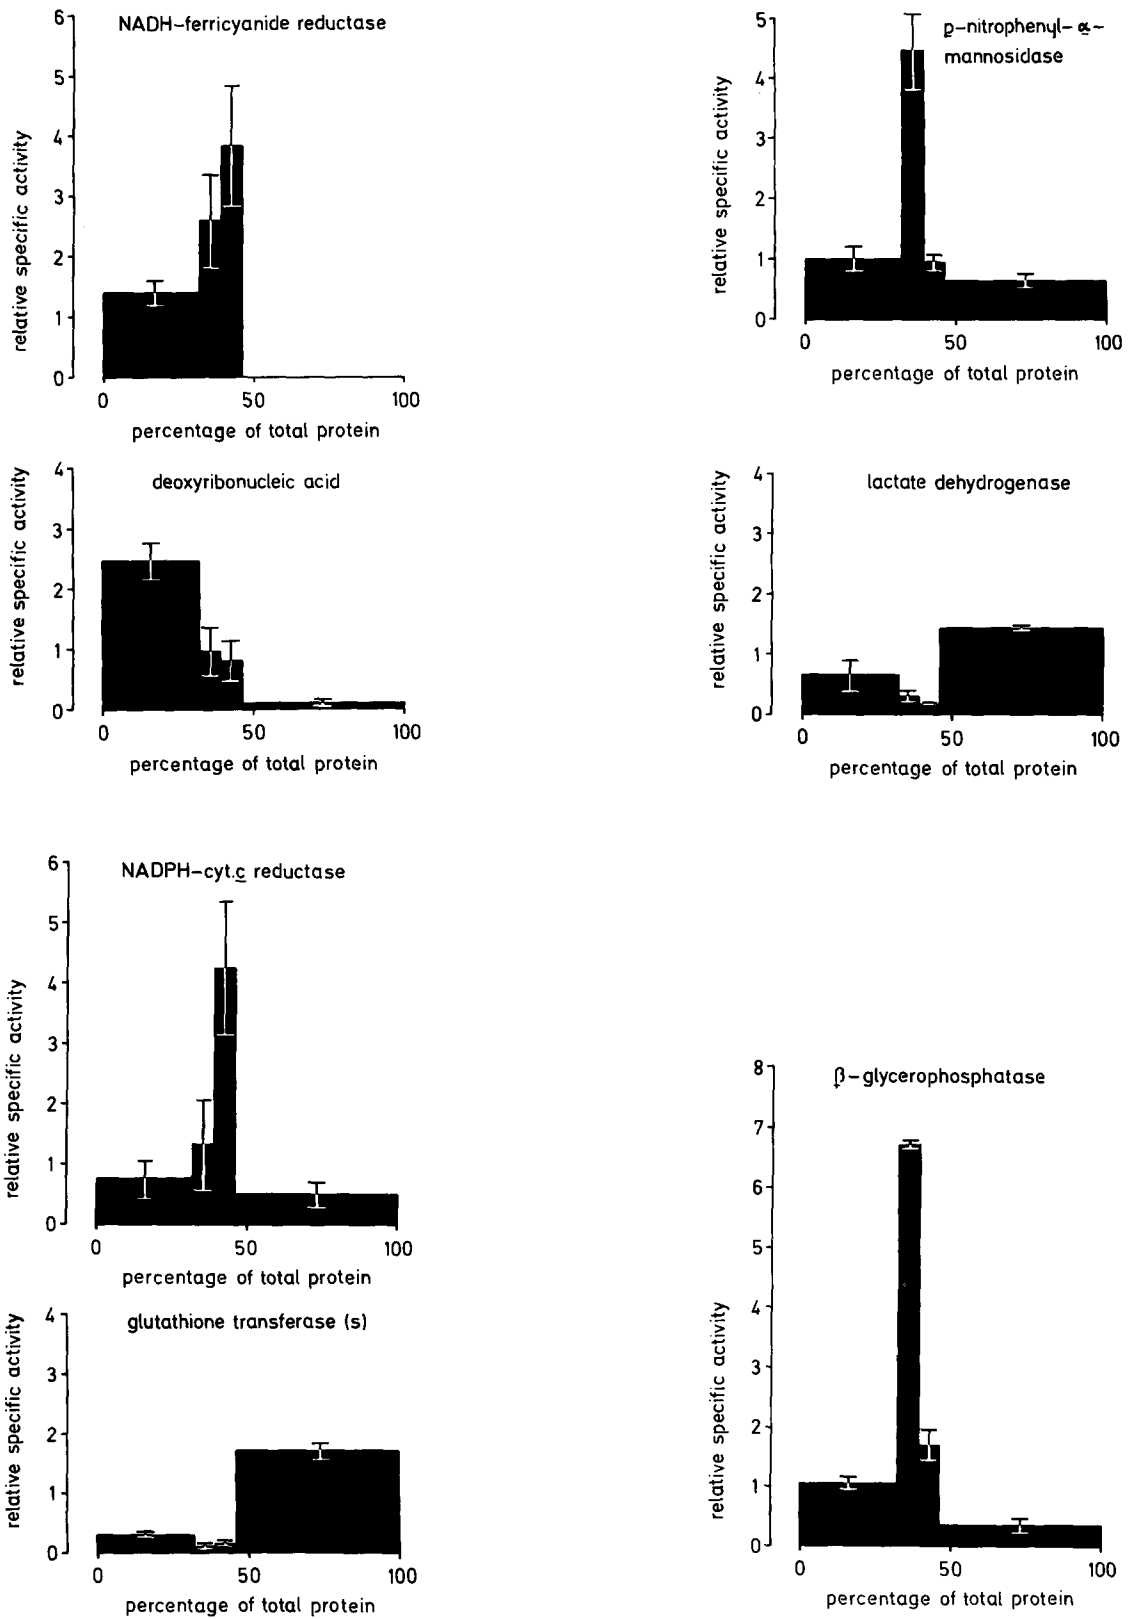 NADH-ferricyanide reductase
6
5
4
3
2
1
0
relative specific activity
0 50 100
percentage of total protein
p-nitrophenyl-α-
mannosidase
5
4
3
2
1
0
relative specific activity
0 50 100
percentage of total protein
deoxyribonucleic acid
4
3
2
1
0
relative specific activity
0 50 100
percentage of total protein
lactate dehydrogenase
4
3
2
1
0
relative specific activity
0 50 100
percentage of total protein
NADPH-cyt.c reductase
6
5
4
3
2
1
0
relative specific activity
0 50 100
percentage of total protein
β-glycerophosphatase
8
7
6
5
4
3
2
1
0
relative specific activity
0 50 100
percentage of total protein
glutathione transferase (s)
4
3
2
1
0
relative specific activity
0 50 100
percentage of total protein